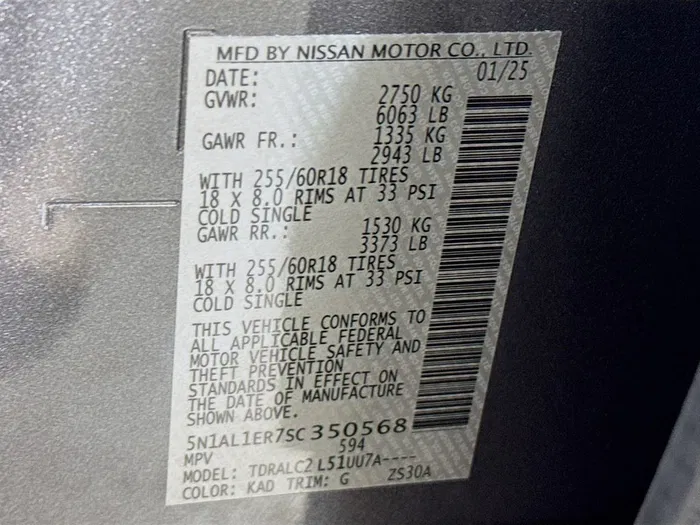 MFD BY NISSAN MOTOR CO., LTD.
DATE: 01/25
GVWR: 2750 KG
6063 LB
GAWR FR.: 1335 KG
2943 LB
WITH 255/60R18 TIRES
18 X 8.0 RIMS AT 33 PSI
COLD SINGLE
GAWR RR.: 1530 KG
3373 LB
WITH 255/60R18 TIRES
18 X 8.0 RIMS AT 33 PSI
COLD SINGLE
THIS VEHICLE CONFORMS TO
ALL APPLICABLE FEDERAL
MOTOR VEHICLE SAFETY AND
THEFT PREVENTION
STANDARDS IN EFFECT ON
THE DATE OF MANUFACTURE
SHOWN ABOVE.
5N1AL1ER7SC350568
MPV 594
MODEL: TDRALC2 L51UU7A----
COLOR: KAD TRIM: G ZS30A